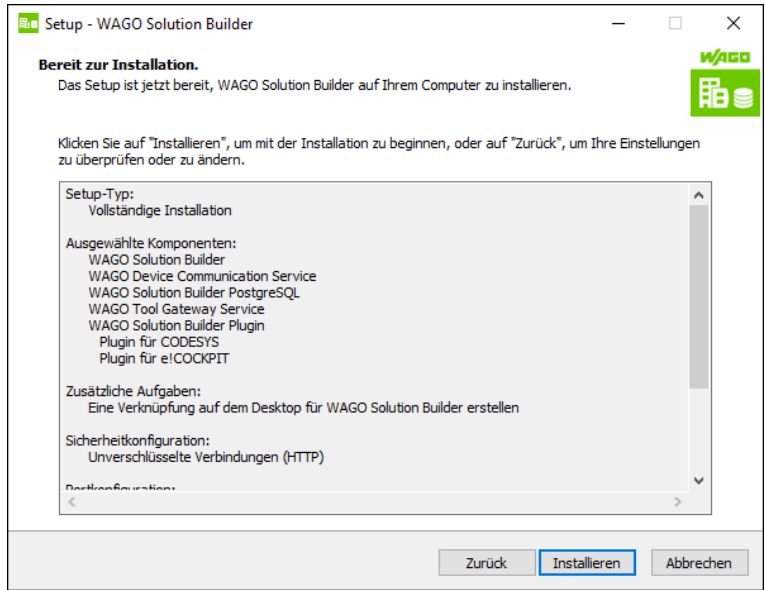 Setup - WAGO Solution Builder
Bereit zur Installation.
Das Setup ist jetzt bereit, WAGO Solution Builder auf Ihrem Computer zu installieren.
WAGO
Klicken Sie auf "Installieren", um mit der Installation zu beginnen, oder auf "Zurück", um Ihre Einstellungen
zu überprüfen oder zu ändern.
Setup-Typ:
Vollständige Installation
Ausgewählte Komponenten:
WAGO Solution Builder
WAGO Device Communication Service
WAGO Solution Builder PostgreSQL
WAGO Tool Gateway Service
WAGO Solution Builder Plugin
Plugin für CODESYS
Plugin für e!COCKPIT
Zusätzliche Aufgaben:
Eine Verknüpfung auf dem Desktop für WAGO Solution Builder erstellen
Sicherheitkonfiguration:
Unverschlüsselte Verbindungen (HTTP)
Portkonfiguration:
Zurück
Installieren
Abbrechen